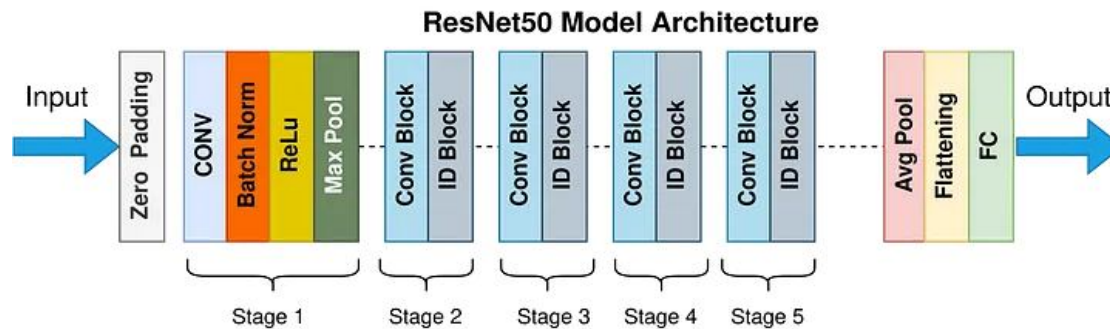 ResNet50 Model Architecture
Input
Zero Padding
CONV
Batch Norm
ReLu
Max Pool
Conv Block
ID Block
Conv Block
ID Block
Conv Block
ID Block
Conv Block
ID Block
Avg Pool
Flattening
FC
Output
Stage 1
Stage 2
Stage 3
Stage 4
Stage 5